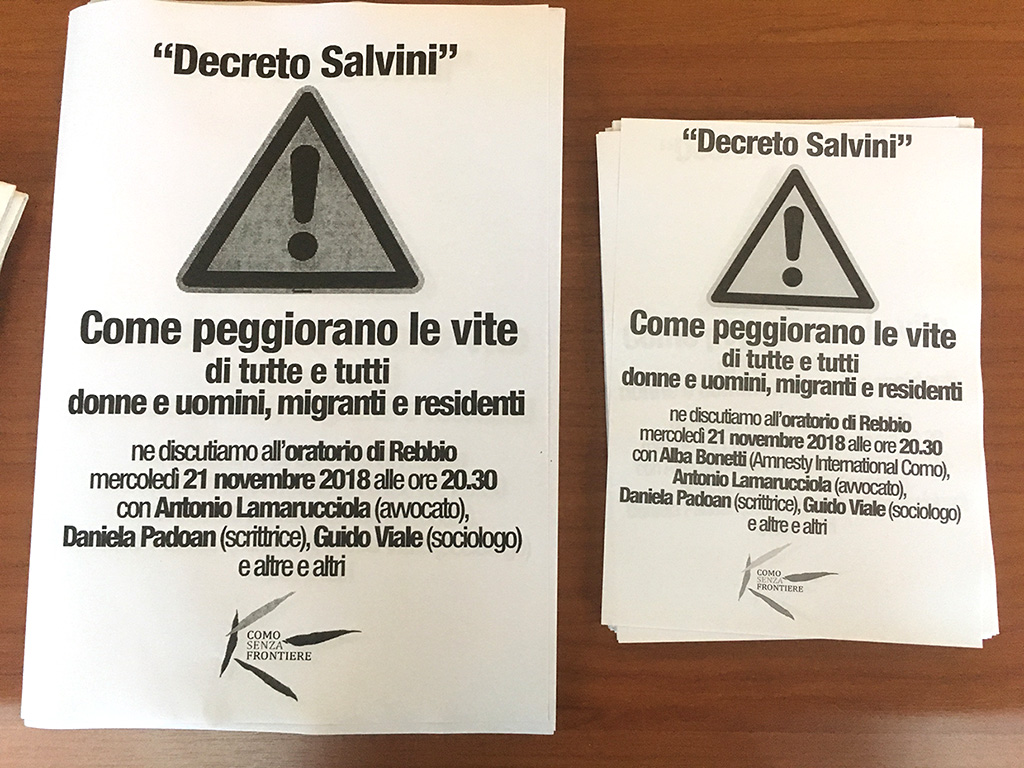 “Decreto Salvini”
Come peggiorano le vite
di tutte e tutti
donne e uomini, migranti e residenti
ne discutiamo all’oratorio di Rebbio
mercoledì 21 novembre 2018 alle ore 20.30
con Antonio Lamarucciola (avvocato),
Daniela Padoan (scrittrice), Guido Viale (sociologo)
e altre e altri
COMO
SENZA
FRONTIERE
“Decreto Salvini”
Come peggiorano le vite
di tutte e tutti
donne e uomini, migranti e residenti
ne discutiamo all’oratorio di Rebbio
mercoledì 21 novembre 2018 alle ore 20.30
con Alba Bonetti (Amnesty International Como),
Antonio Lamarucciola (avvocato),
Daniela Padoan (scrittrice), Guido Viale (sociologo)
e altre e altri
COMO
SENZA
FRONTIERE